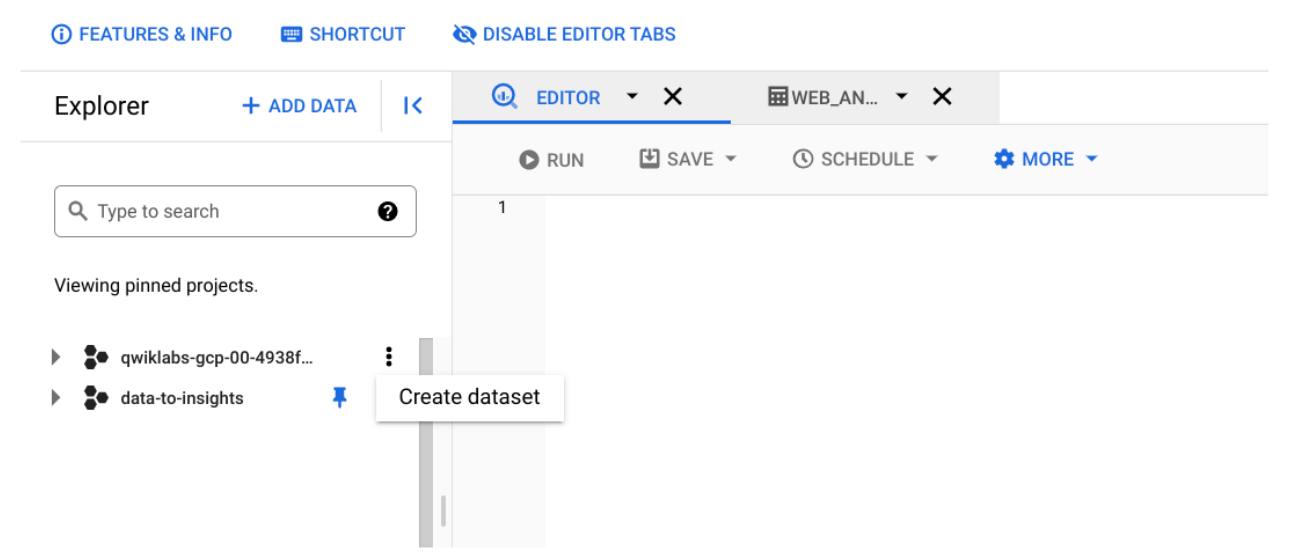 FEATURES & INFO SHORTCUT DISABLE EDITOR TABS
Explorer + ADD DATA
EDITOR WEB_AN...
RUN SAVE SCHEDULE MORE
Type to search
1
Viewing pinned projects.
qwiklabs-gcp-00-4938f...
data-to-insights
Create dataset